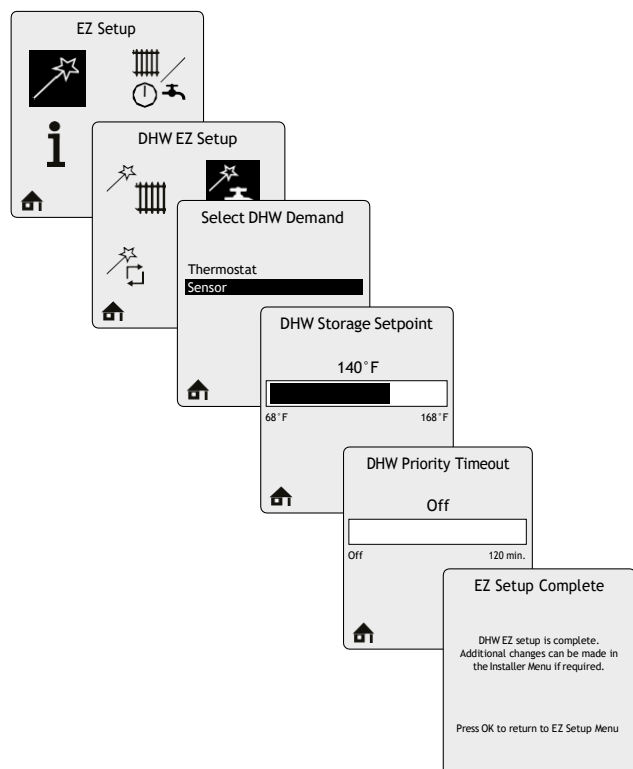 EZ Setup
DHW EZ Setup
Select DHW Demand
Thermostat
Sensor
DHW Storage Setpoint
140°F
68°F 168°F
DHW Priority Timeout
Off
Off 120 min.
EZ Setup Complete
DHW EZ setup is complete.
Additional changes can be made in
the Installer Menu if required.
Press OK to return to EZ Setup Menu